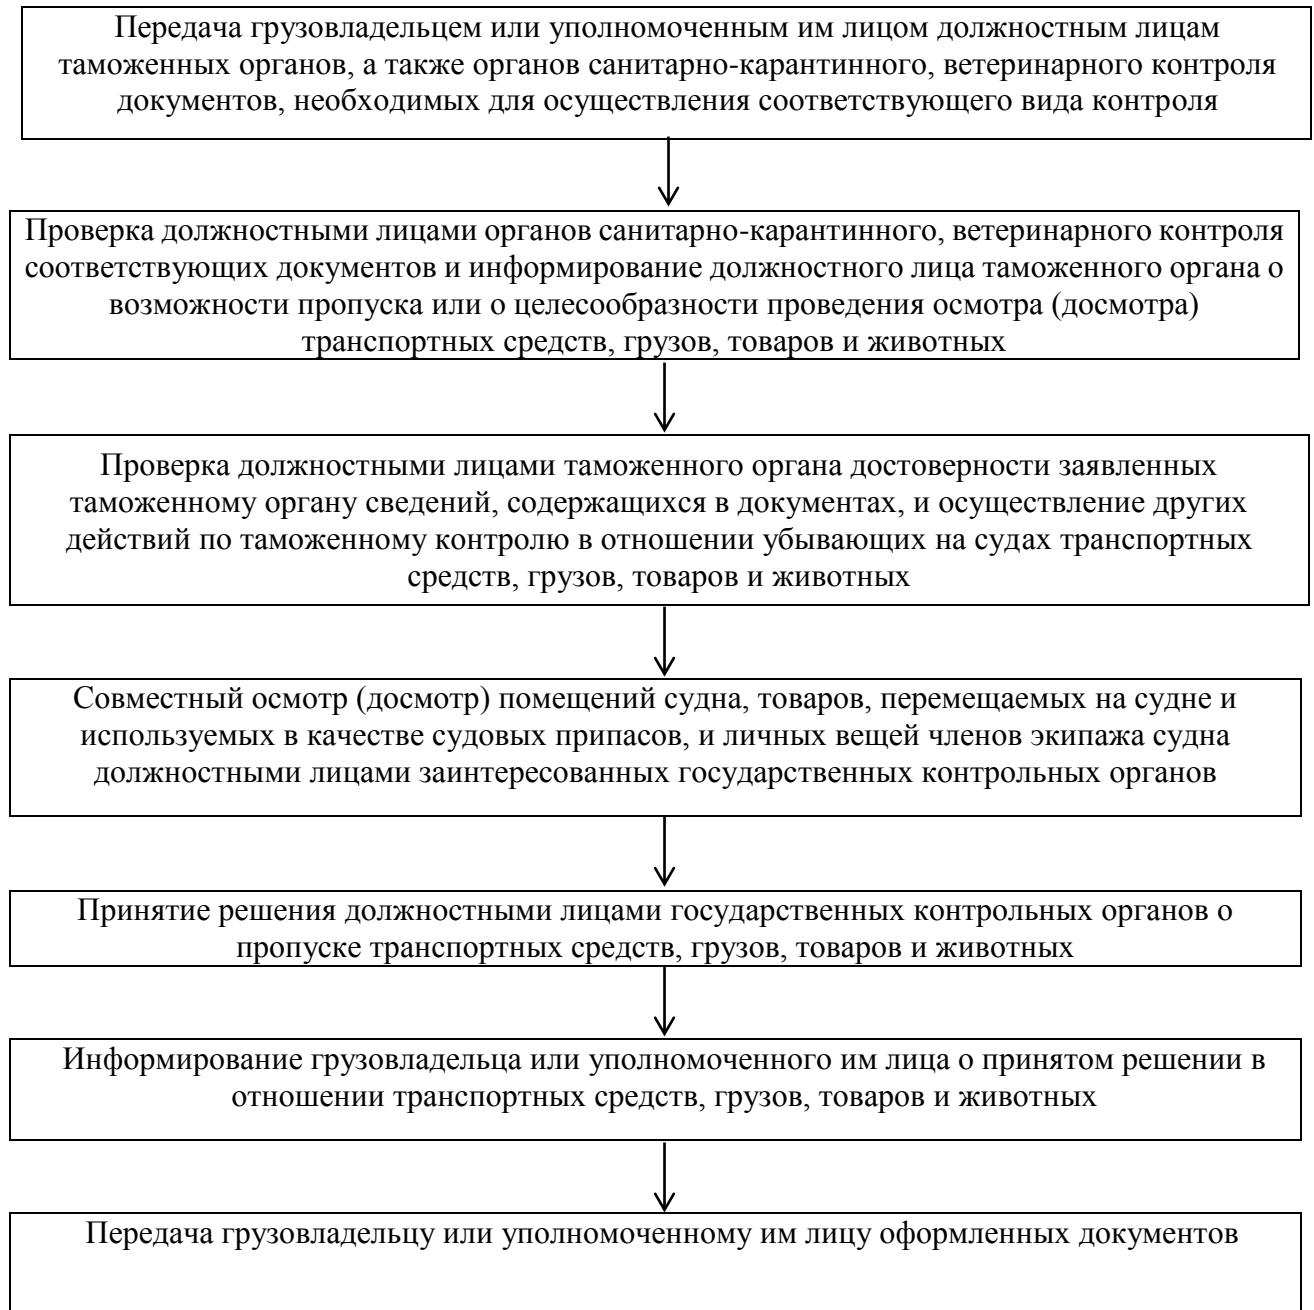 Передача грузовладельцем или уполномоченным им лицом должностным лицам
таможенных органов, а также органов санитарно-карантинного, ветеринарного контроля
документов, необходимых для осуществления соответствующего вида контроля
Проверка должностными лицами органов санитарно-карантинного, ветеринарного контроля
соответствующих документов и информирование должностного лица таможенного органа о
возможности пропуска или о целесообразности проведения осмотра (досмотра)
транспортных средств, грузов, товаров и животных
Проверка должностными лицами таможенного органа достоверности заявленных
таможенному органу сведений, содержащихся в документах, и осуществление других
действий по таможенному контролю в отношении убывающих на судах транспортных
средств, грузов, товаров и животных
Совместный осмотр (досмотр) помещений судна, товаров, перемещаемых на судне и
используемых в качестве судовых припасов, и личных вещей членов экипажа судна
должностными лицами заинтересованных государственных контрольных органов
Принятие решения должностными лицами государственных контрольных органов о
пропуске транспортных средств, грузов, товаров и животных
Информирование грузовладельца или уполномоченного им лица о принятом решении в
отношении транспортных средств, грузов, товаров и животных
Передача грузовладельцу или уполномоченному им лицу оформленных документов